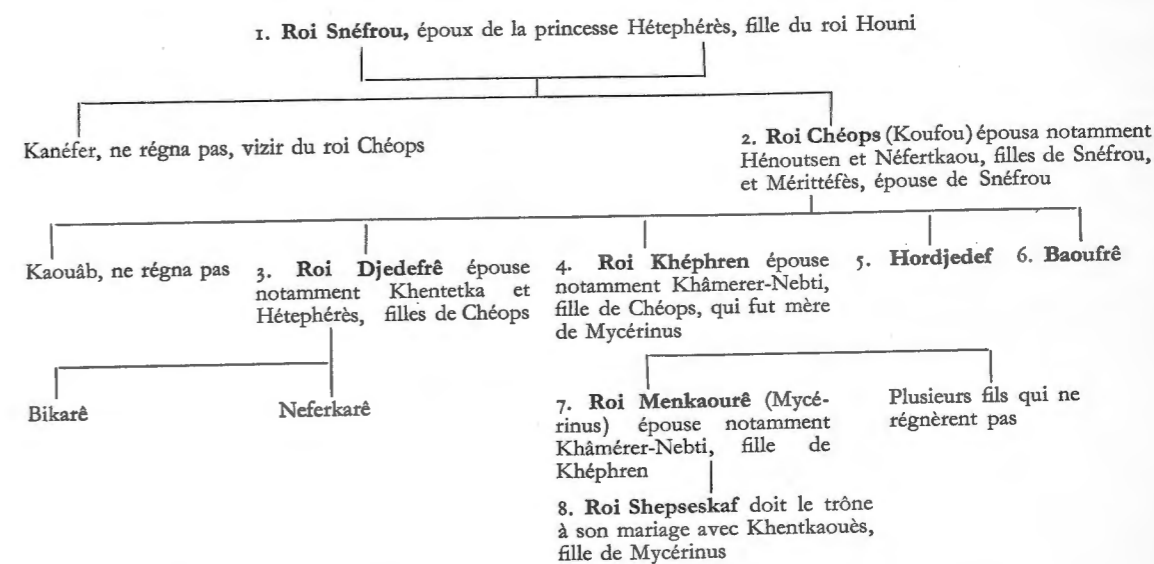 1. Roi Snéfrou, époux de la princesse Hétephérès, fille du roi Houni
Kanéfer, ne régna pas, vizir du roi Chéops
2. Roi Chéops (Koufou) épousa notamment
Hénoutsen et Néfertkaou, filles de Snéfrou,
et Mérittéfès, épouse de Snéfrou
Kaouâb, ne régna pas
3. Roi Djedefrê épouse
notamment Khentetka et
Hétephérès, filles de Chéops
4. Roi Khéphren épouse
notamment Khâmerer-Nebti,
fille de Chéops, qui fut mère
de Mycérinus
5. Hordjedef
6. Baoufrê
Bikarê
Neferkarê
7. Roi Menkaourê (Mycé-
rinus) épouse notamment
Khâmérer-Nebti, fille de
Khéphren
Plusieurs fils qui ne
régnèrent pas
8. Roi Shepseskaf doit le trône
à son mariage avec Khentkaouès,
fille de Mycérinus